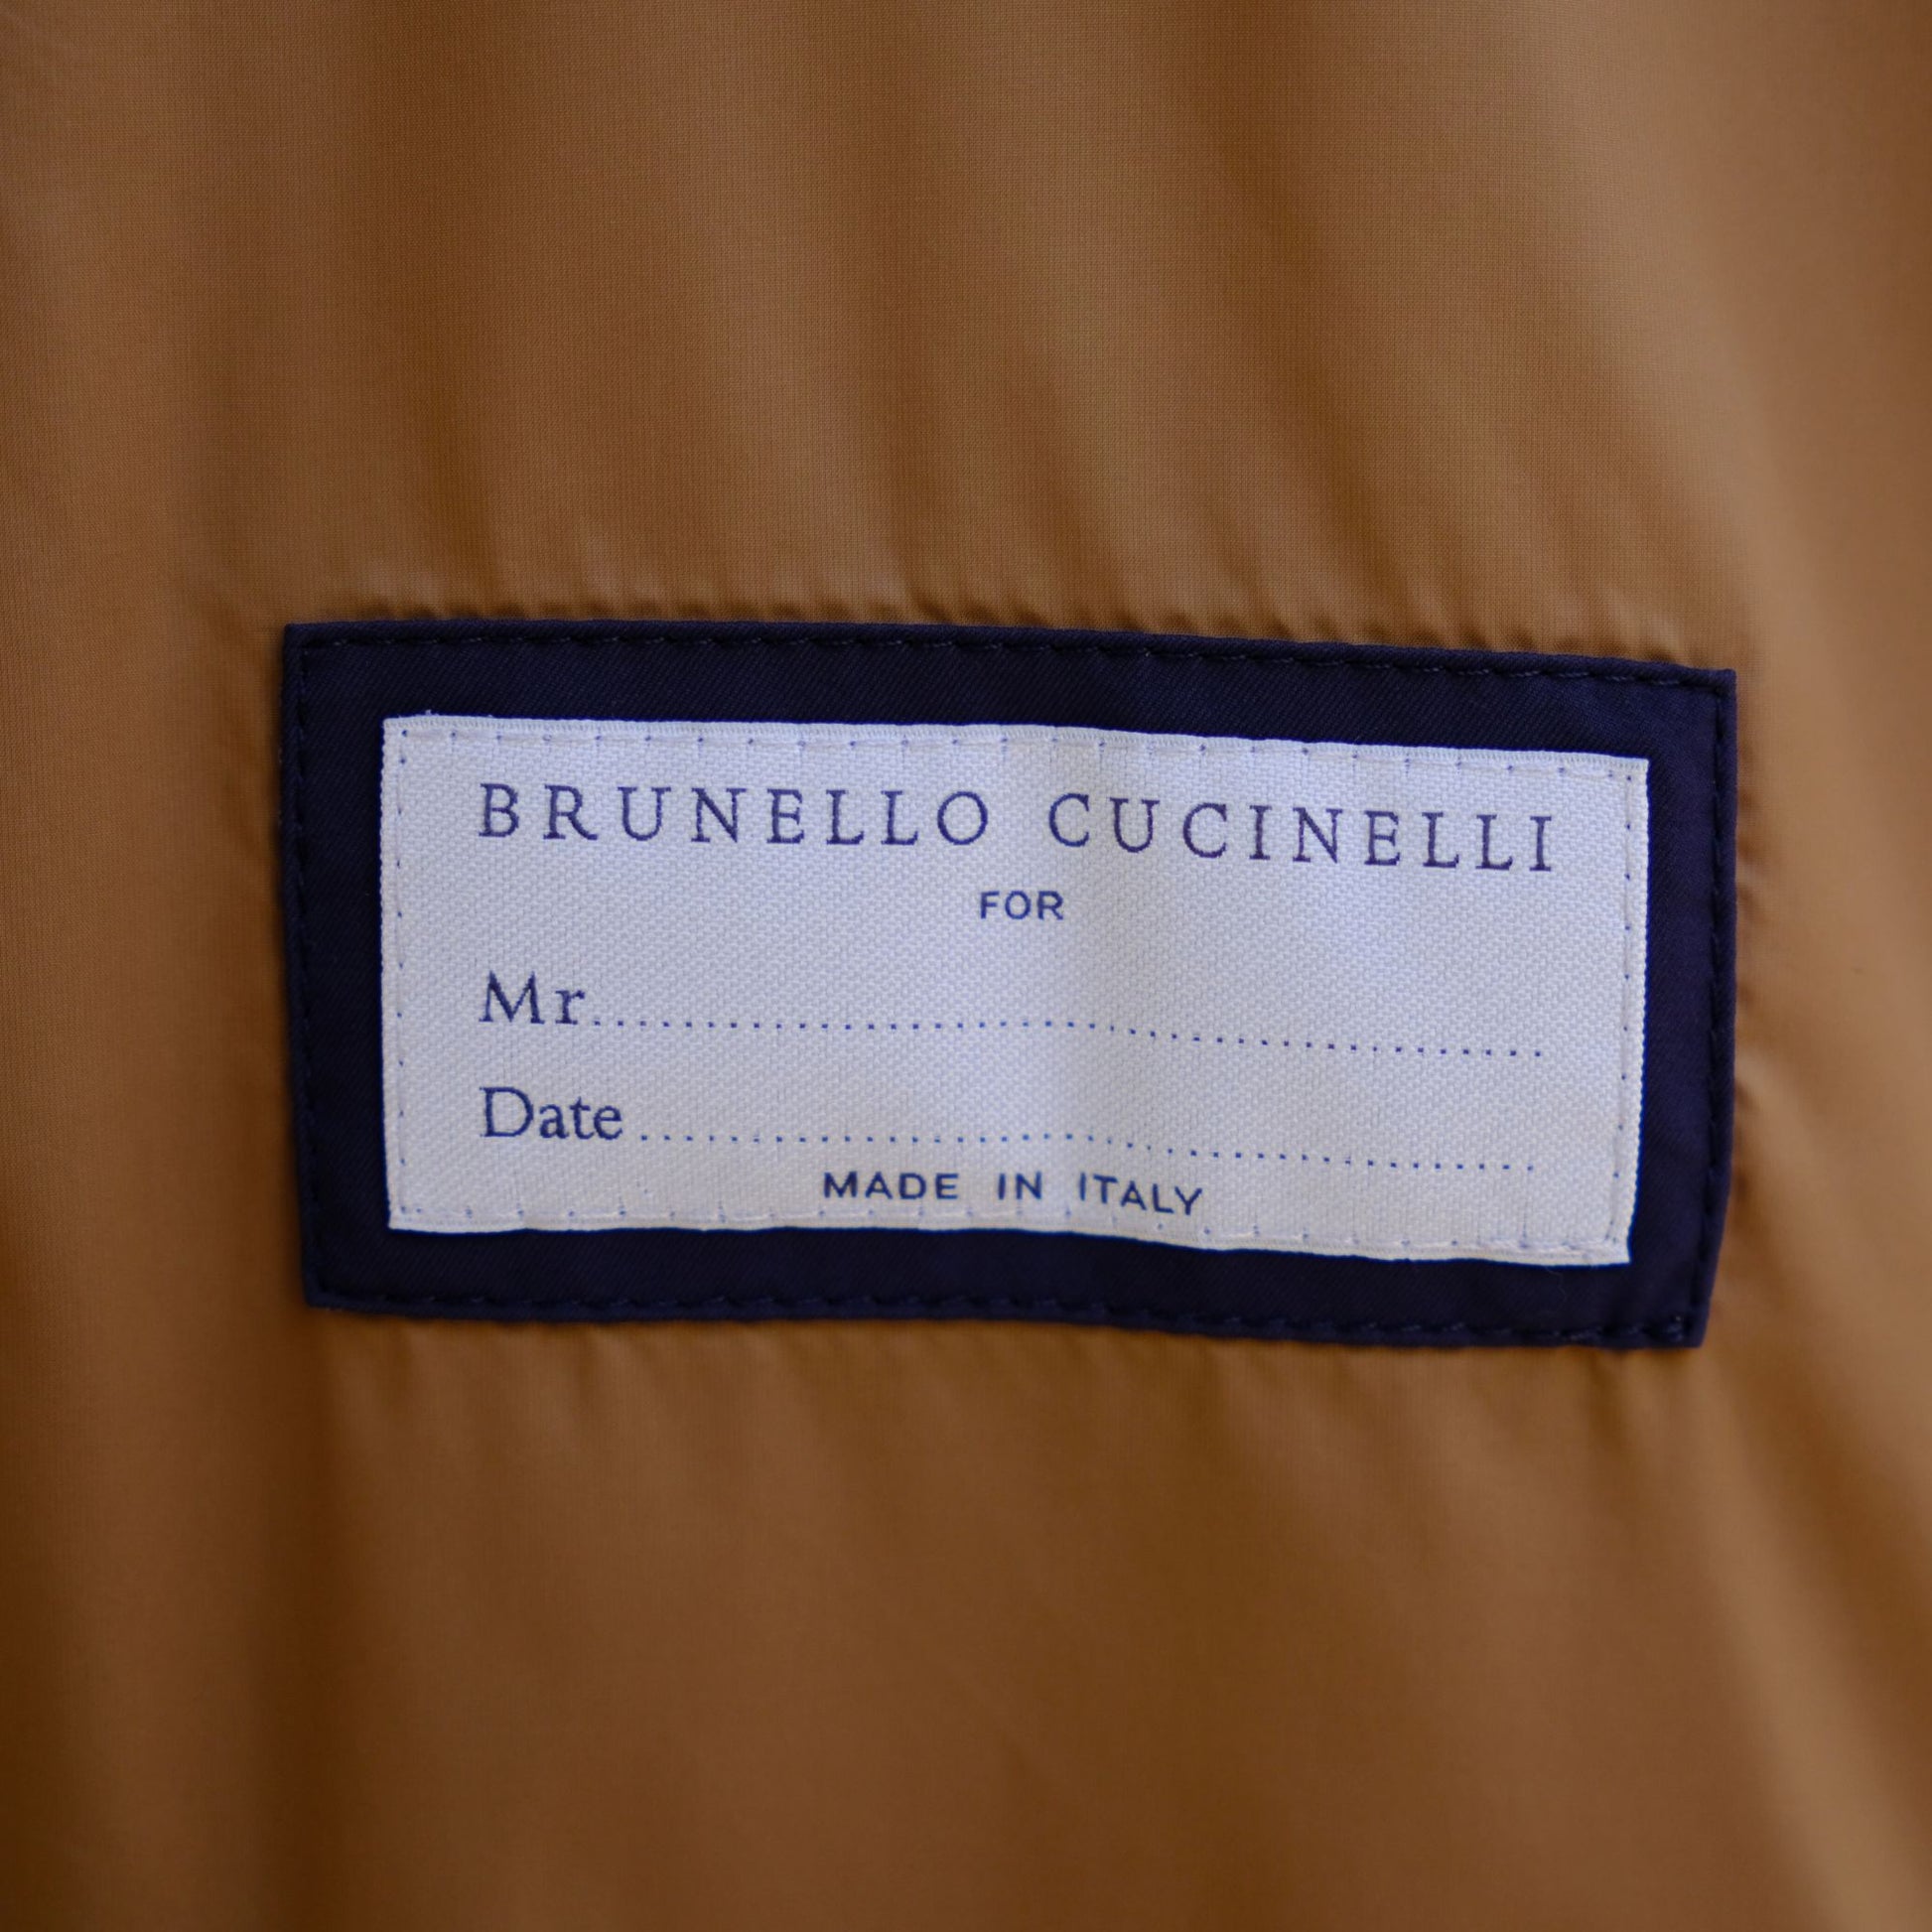 BRUNELLO CUCINELLI
FOR
Mr..........................................
Date.......................................
MADE IN ITALY